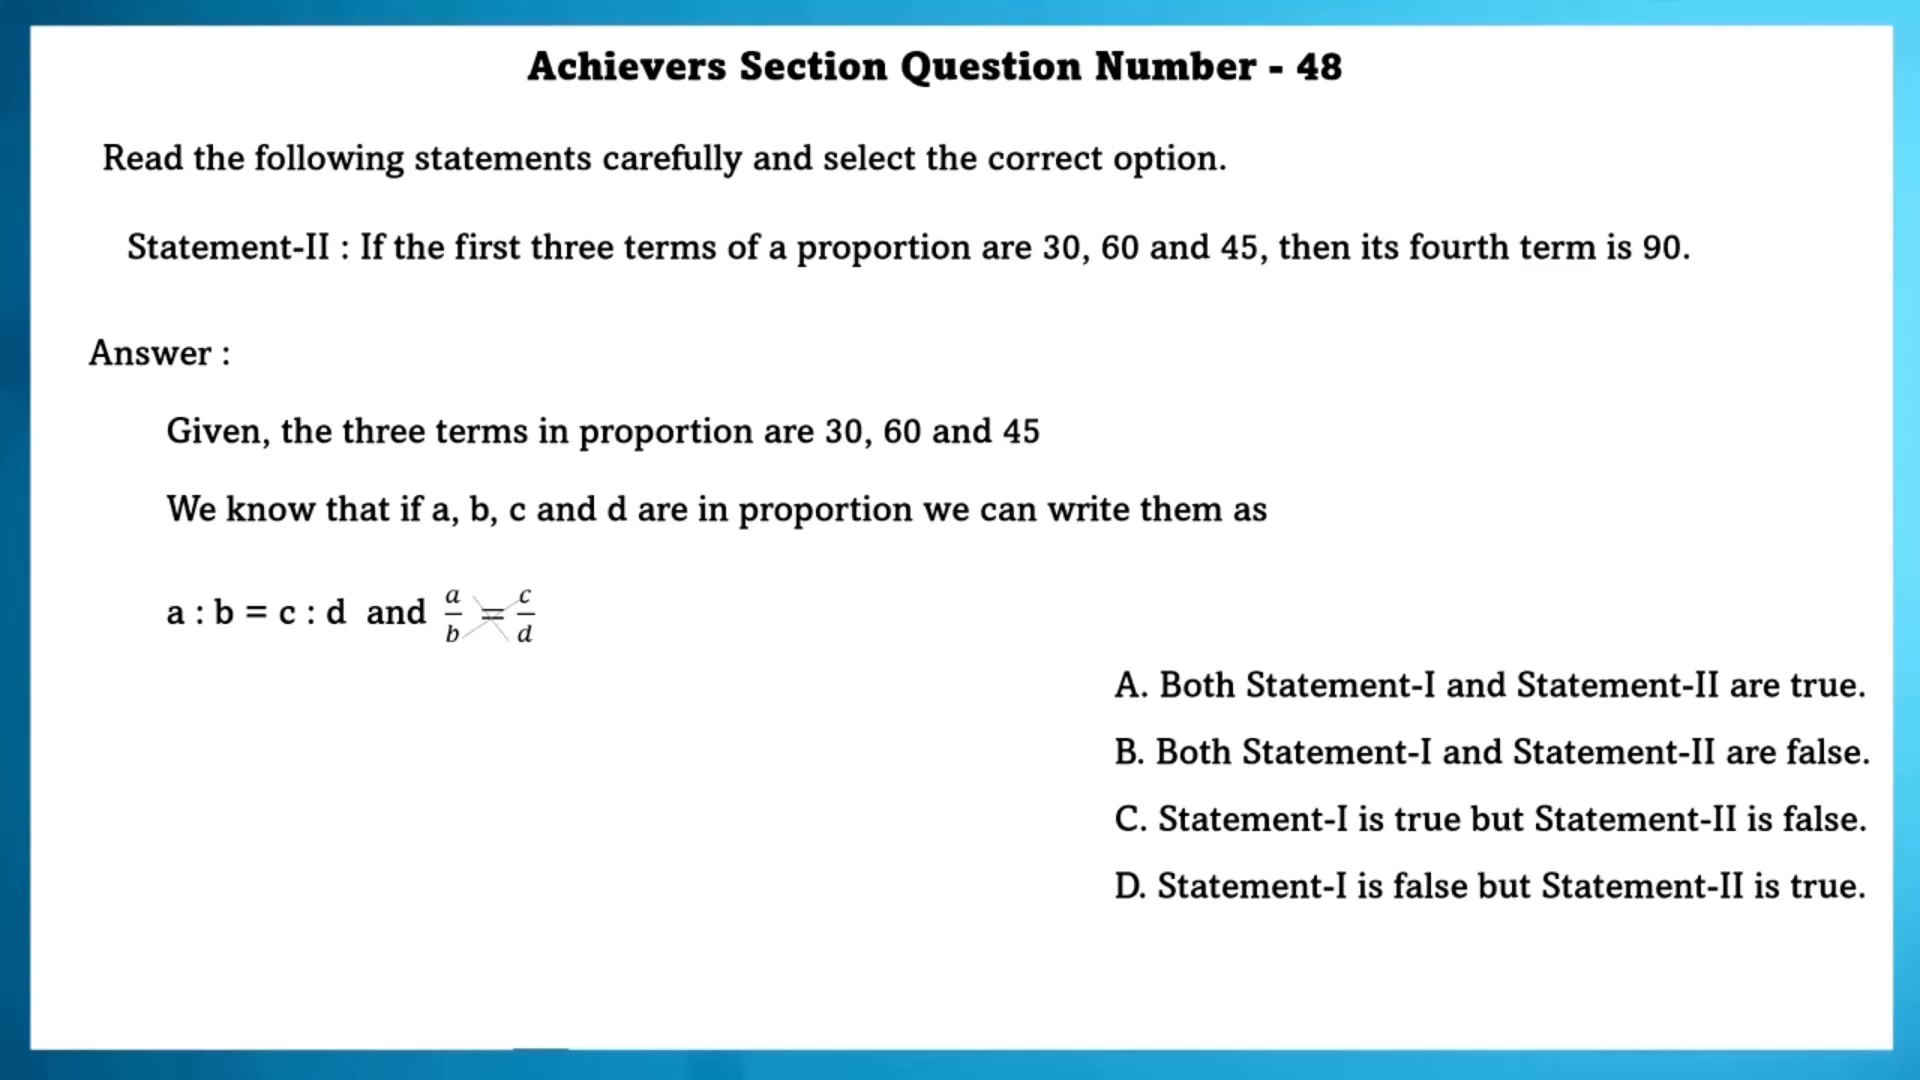 Achievers Section Question Number - 48
Read the following statements carefully and select the correct option.
Statement-II : If the first three terms of a proportion are 30, 60 and 45, then its fourth term is 90.
Answer :
Given, the three terms in proportion are 30, 60 and 45
We know that if a, b, c and d are in proportion we can write them as
a : b = c : d and a/b = c/d
A. Both Statement-I and Statement-II are true.
B. Both Statement-I and Statement-II are false.
C. Statement-I is true but Statement-II is false.
D. Statement-I is false but Statement-II is true.